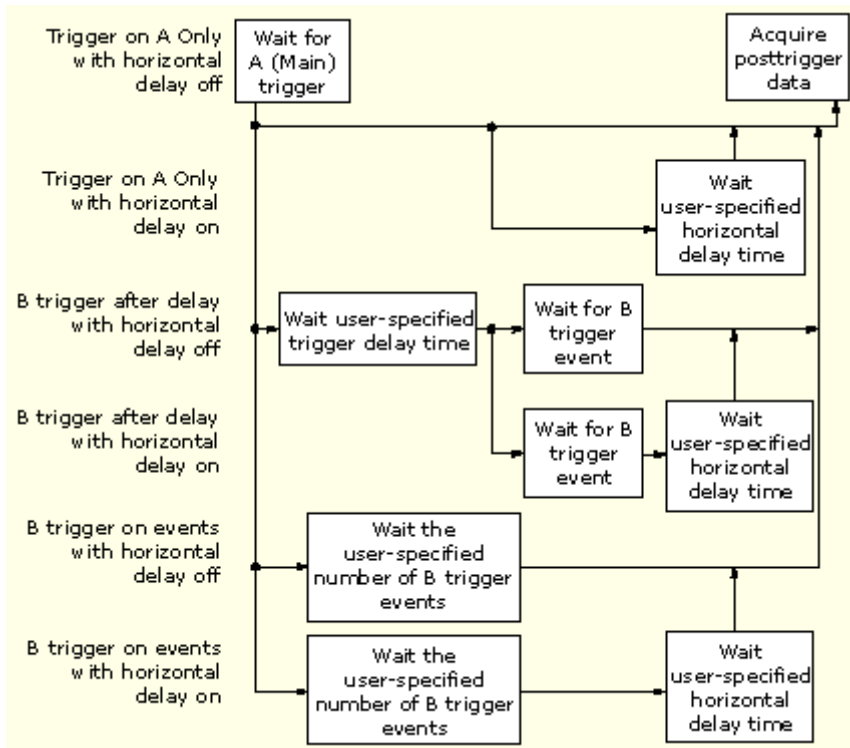 Trigger on A Only
with horizontal
delay off
Wait for
A (Main)
trigger
Acquire
posttrigger
data
Trigger on A Only
with horizontal
delay on
Wait
user-specified
horizontal
delay time
B trigger after delay
with horizontal
delay off
Wait user-specified
trigger delay time
Wait for B
trigger
event
B trigger after delay
with horizontal
delay on
Wait for B
trigger
event
Wait
user-specified
horizontal
delay time
B trigger on events
with horizontal
delay off
Wait the
user-specified
number of B trigger
events
B trigger on events
with horizontal
delay on
Wait the
user-specified
number of B trigger
events
Wait
user-specified
horizontal
delay time